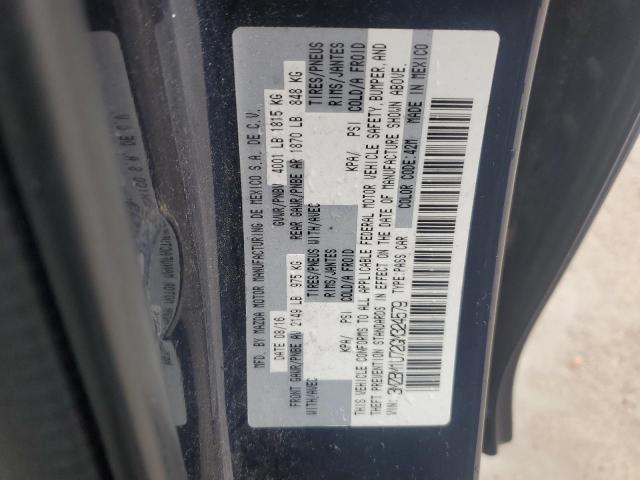 MFD. BY MAZDA MOTOR MANUFACTURING DE MEXICO S.A. DE C.V.
DATE 08/16 GVWR/PNBV 4001 LB 1815 KG
FRONT GAWR/PNBE AV 2149 LB 975 KG REAR GAWR/PNBE AR 1870 LB 848 KG
WITH/AVEC TIRES/PNEUS WITH/AVEC TIRES/PNEUS
RIMS/JANTES RIMS/JANTES
KPA/ PSI COLD/A FROID KPA/ PSI COLD/A FROID
THIS VEHICLE CONFORMS TO ALL APPLICABLE FEDERAL MOTOR VEHICLE SAFETY, BUMPER, AND
THEFT PREVENTION STANDARDS IN EFFECT ON THE DATE OF MANUFACTURE SHOWN ABOVE.
VIN: 3MZBM1U72GM324579 TYPE:PASS CAR COLOR CODE:42M MADE IN MEXICO